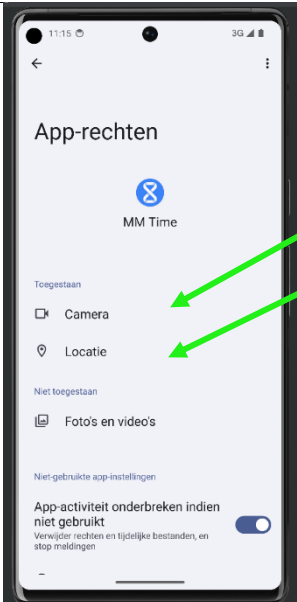 11:15 3G
App-rechten
MM Time
Toegestaan
Camera
Locatie
Niet toegestaan
Foto's en video's
Niet-gebruikte app-instellingen
App-activiteit onderbreken indien
niet gebruikt
Verwijder rechten en tijdelijke bestanden, en
stop meldingen